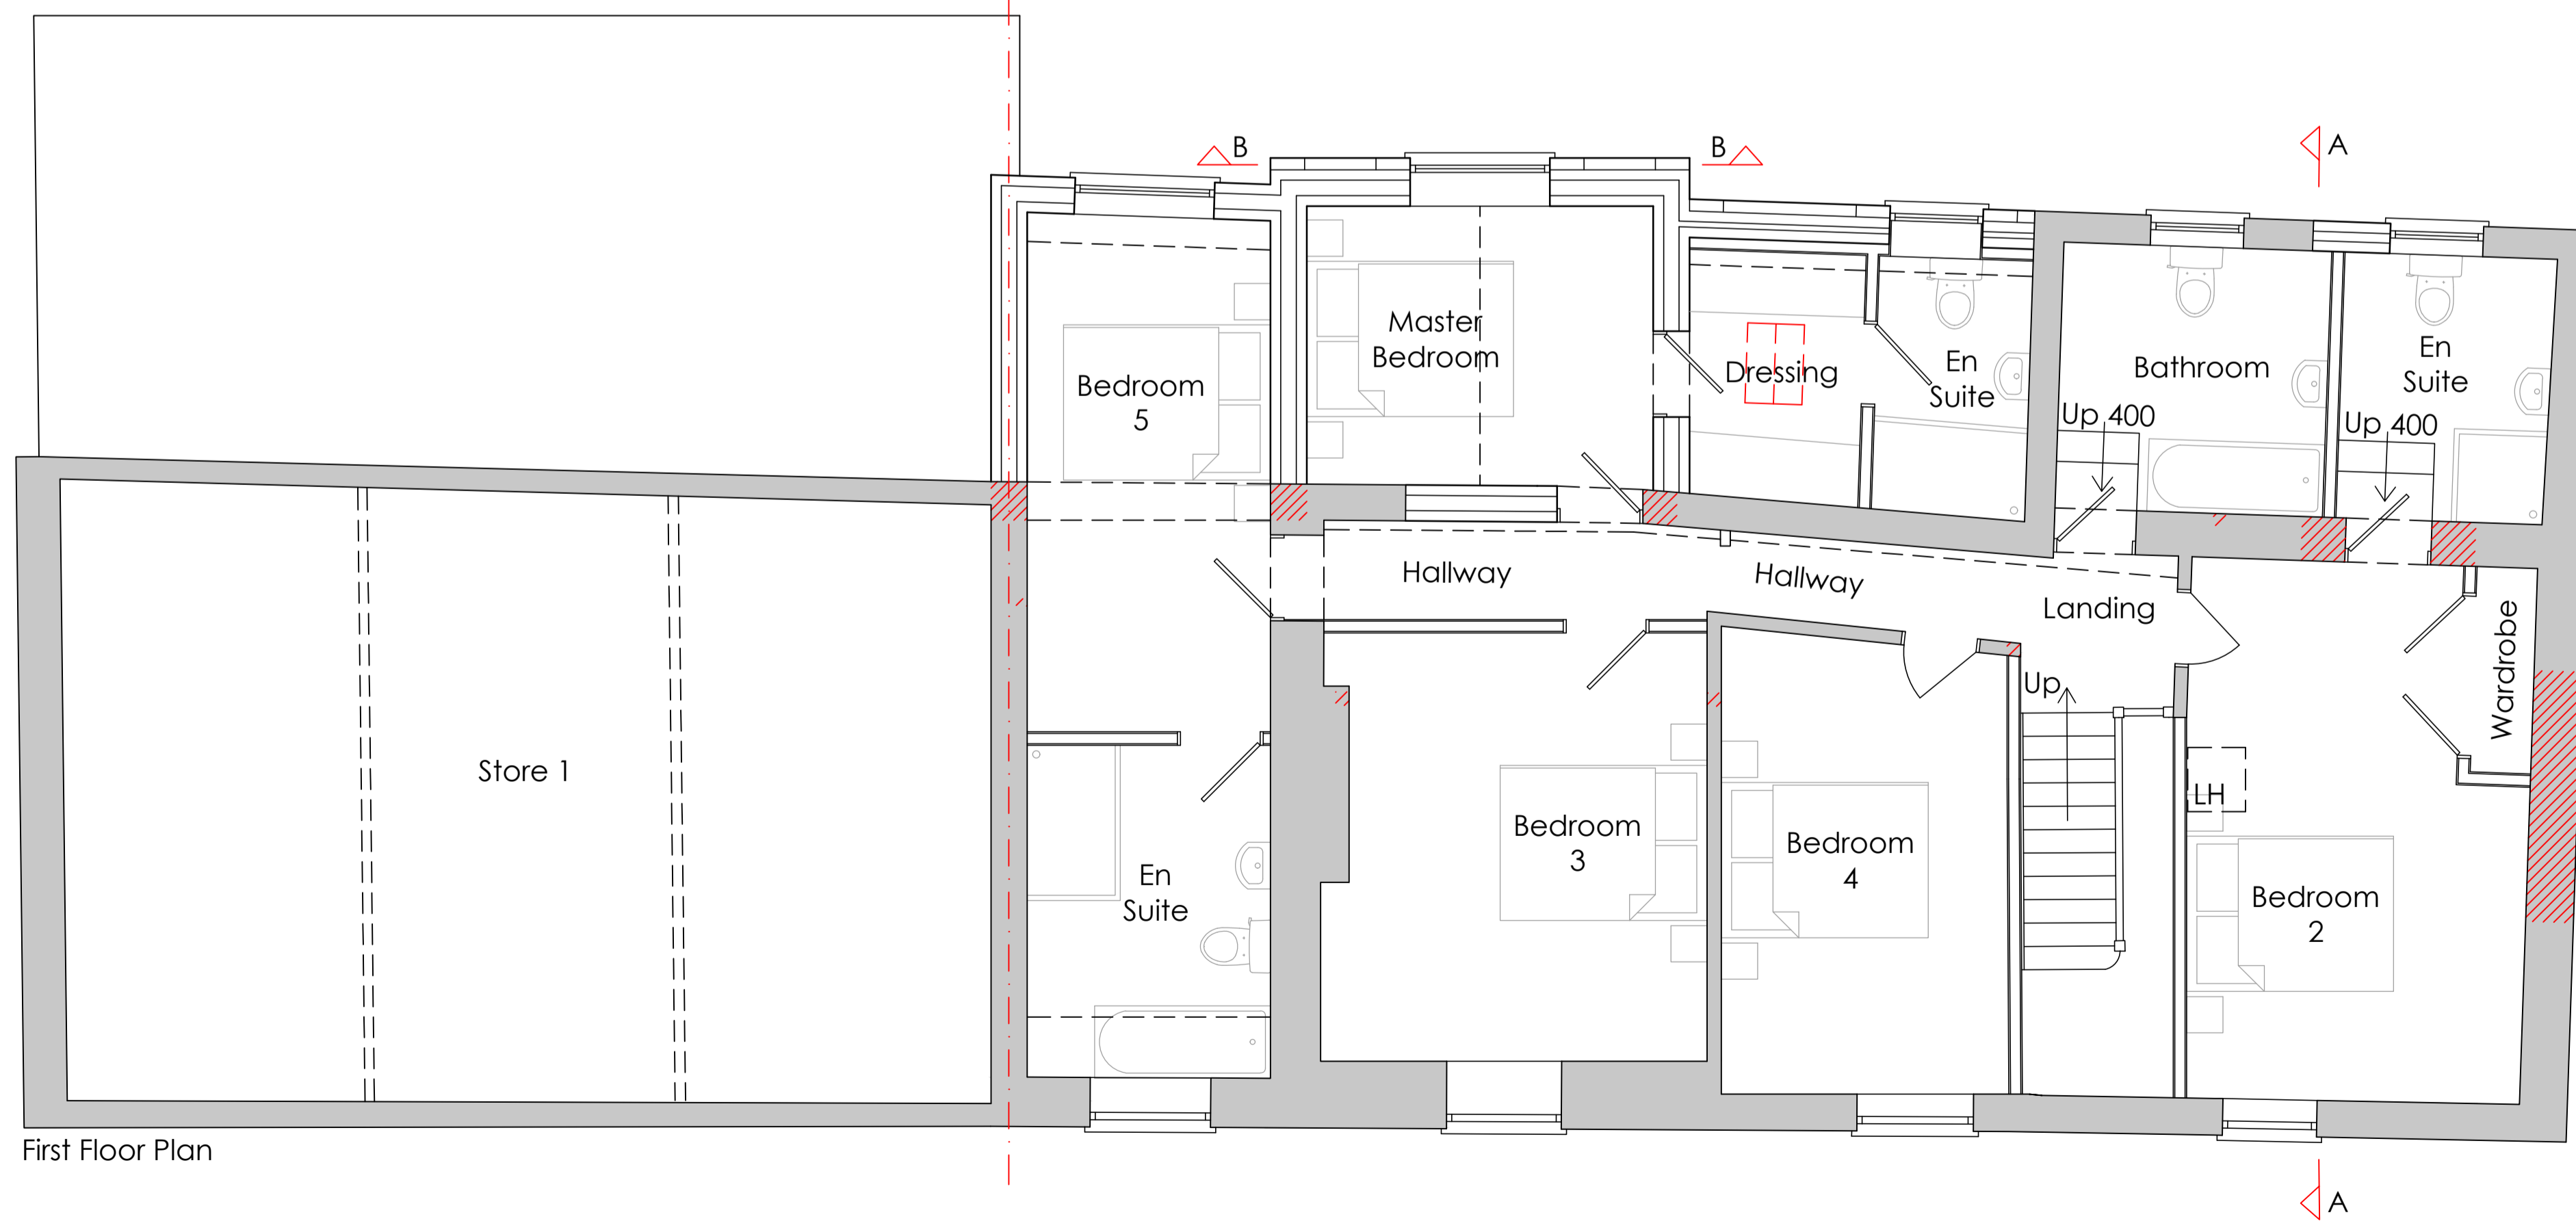 B
B
A
Master
Bedroom
Bedroom
5
Dressing
En
Suite
Bathroom
En
Suite
Up 400
Up 400
Hallway
Hallway
Landing
Wardrobe
Up
Store 1
LH
Bedroom
3
Bedroom
4
En
Suite
Bedroom
2
First Floor Plan
A